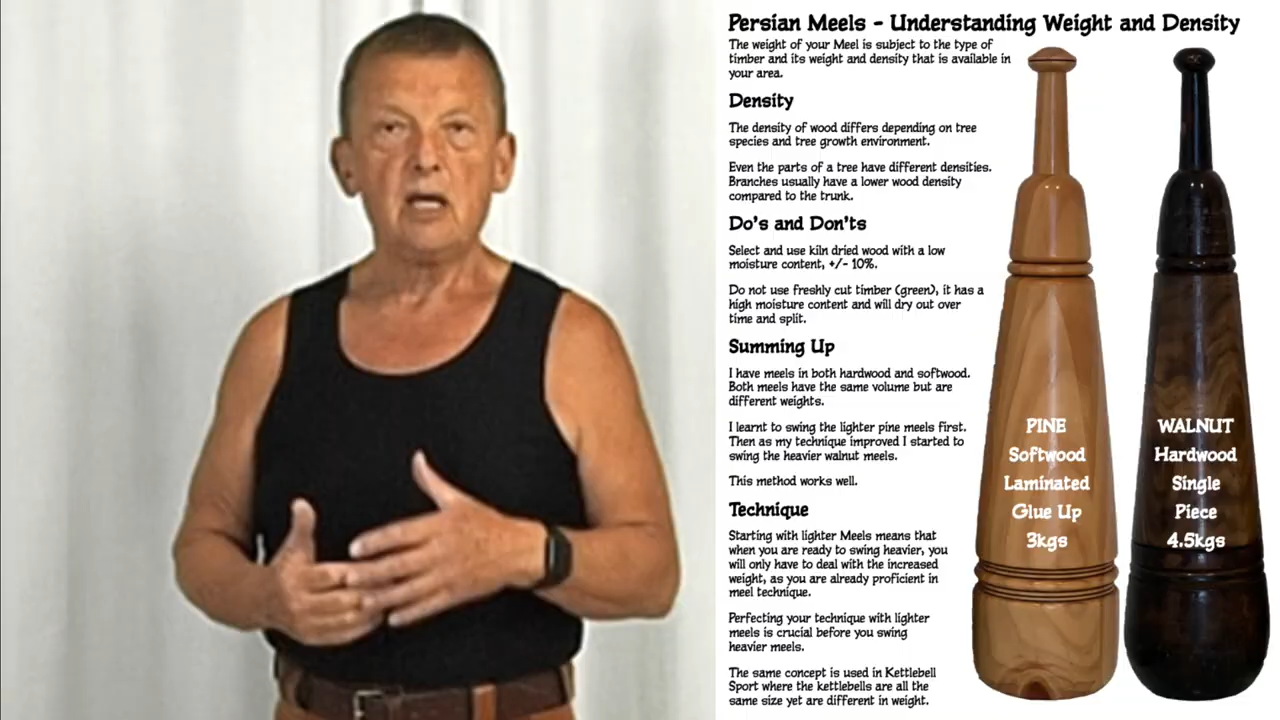 Persian Meels - Understanding Weight and Density
The weight of your Meel is subject to the type of
timber and its weight and density that is available in
your area.
Density
The density of wood differs depending on tree
species and tree growth environment.
Even the parts of a tree have different densities.
Branches usually have a lower wood density
compared to the trunk.
Do's and Don'ts
Select and use kiln dried wood with a low
moisture content, +/- 10%.
Do not use freshly cut timber (green), it has a
high moisture content and will dry out over
time and split.
Summing Up
I have meels in both hardwood and softwood.
Both meels have the same volume but are
different weights.
I learnt to swing the lighter pine meels first.
Then as my technique improved I started to
swing the heavier walnut meels.
This method works well.
Technique
Starting with lighter Meels means that
when you are ready to swing heavier, you
will only have to deal with the increased
weight, as you are already proficient in
meel technique.
Perfecting your technique with lighter
meels is crucial before you swing
heavier meels.
The same concept is used in Kettlebell
Sport where the kettlebells are all the
same size yet are different in weight.
PINE
Softwood
Laminated
Glue Up
3kgs
WALNUT
Hardwood
Single
Piece
4.5kgs